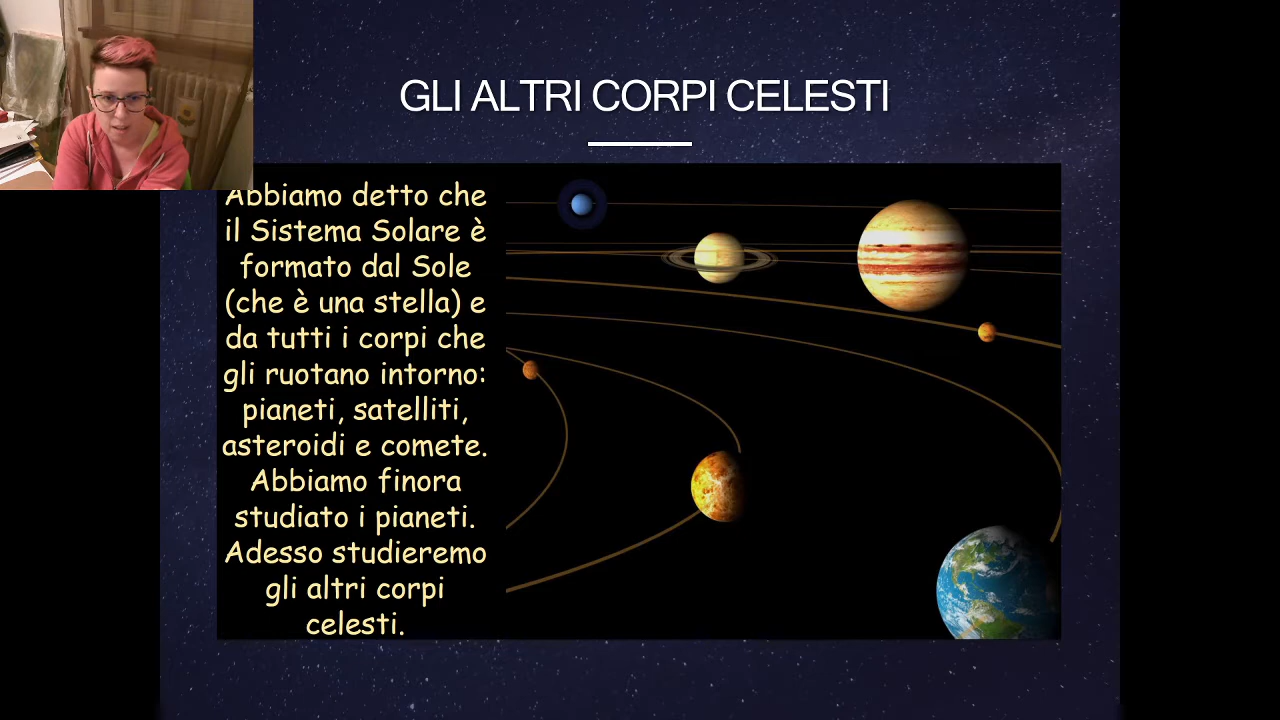 GLI ALTRI CORPI CELESTI
Abbiamo detto che
il Sistema Solare è
formato dal Sole
(che è una stella) e
da tutti i corpi che
gli ruotano intorno:
pianeti, satelliti,
asteroidi e comete.
Abbiamo finora
studiato i pianeti.
Adesso studieremo
gli altri corpi
celesti.